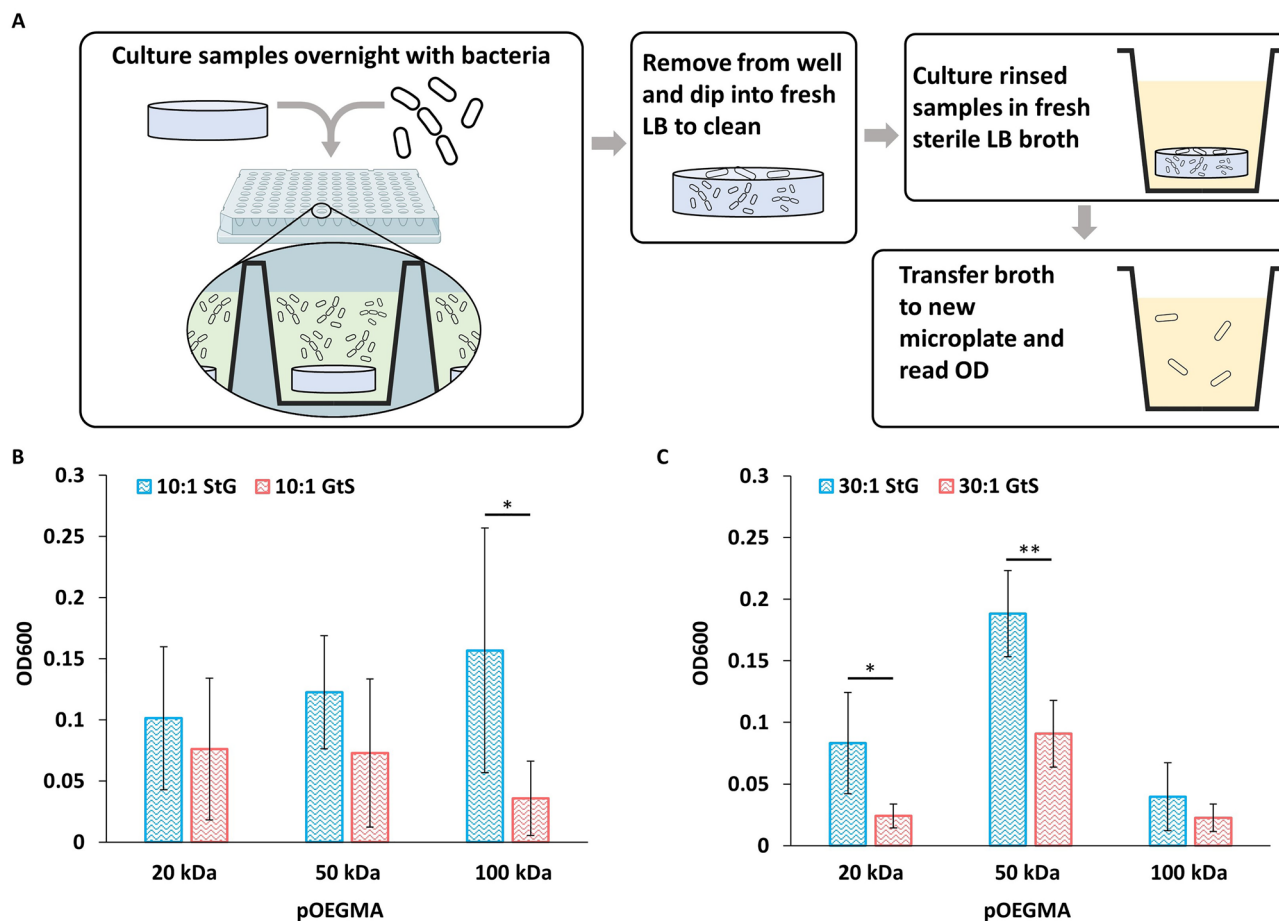 A
Culture samples overnight with bacteria
Remove from well
and dip into fresh
LB to clean
Culture rinsed
samples in fresh
sterile LB broth
Transfer broth
to new
microplate and
read OD
B
0.3
0.25
0.2
0.15
0.1
0.05
0
OD600
10:1 StG
10:1 GtS
*
20 kDa
50 kDa
100 kDa
pOEGMA
C
0.3
0.25
0.2
0.15
0.1
0.05
0
OD600
30:1 StG
30:1 GtS
*
**
20 kDa
50 kDa
100 kDa
pOEGMA